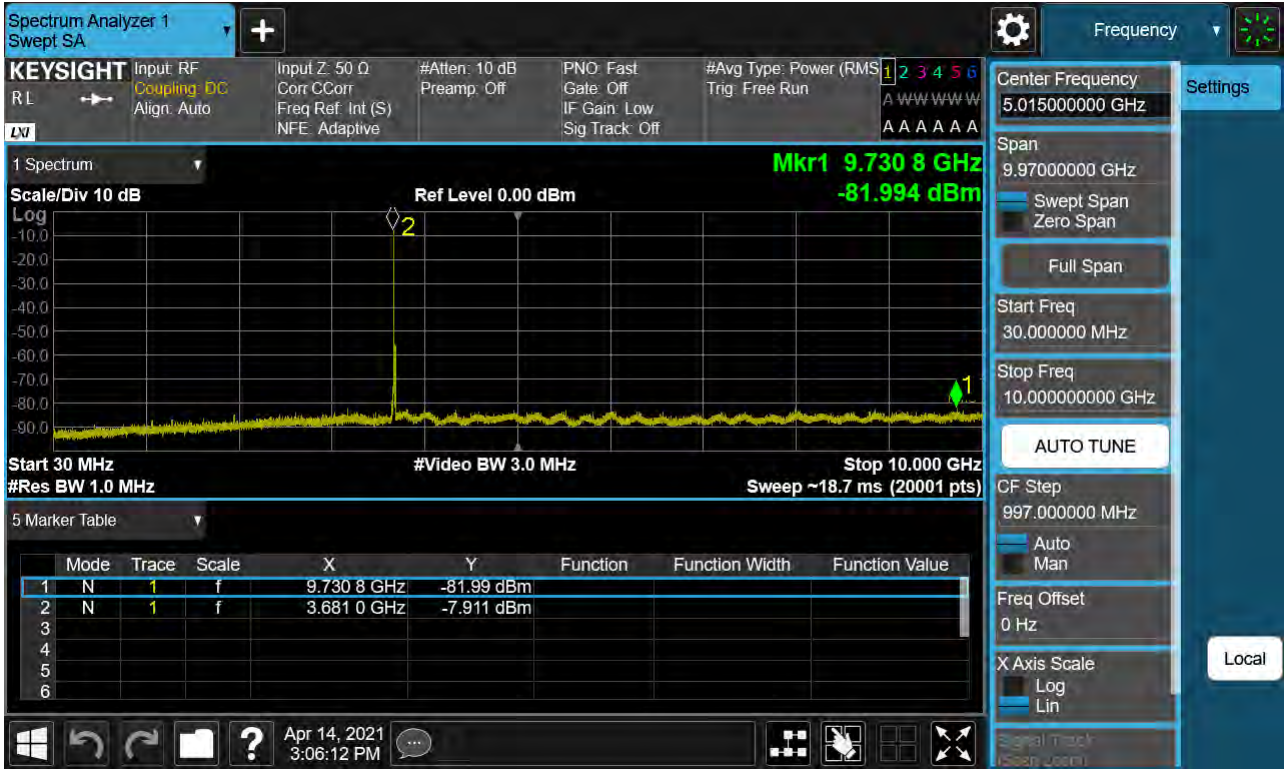 Spectrum Analyzer 1
Swept SA
+
Frequency
KEYSIGHT
R L
LXI
Input: RF
Coupling: DC
Align: Auto
Input Z: 50 Ω
Corr CCorr
Freq Ref: Int (S)
NFE: Adaptive
#Atten: 10 dB
Preamp: Off
PNO: Fast
Gate: Off
IF Gain: Low
Sig Track: Off
#Avg Type: Power (RMS
Trig: Free Run
1 2 3 4 5 6
A W W W W W
A A A A A A
1 Spectrum
Scale/Div 10 dB
Ref Level 0.00 dBm
Mkr1 9.730 8 GHz
-81.994 dBm
Log
-10.0
-20.0
-30.0
-40.0
-50.0
-60.0
-70.0
-80.0
-90.0
2
1
Start 30 MHz
#Video BW 3.0 MHz
Stop 10.000 GHz
#Res BW 1.0 MHz
Sweep ~18.7 ms (20001 pts)
5 Marker Table
Mode Trace Scale X Y Function Function Width Function Value
1 N 1 f 9.730 8 GHz -81.99 dBm
2 N 1 f 3.681 0 GHz -7.911 dBm
3
4
5
6
Center Frequency
5.015000000 GHz
Settings
Span
9.97000000 GHz
Swept Span
Zero Span
Full Span
Start Freq
30.000000 MHz
Stop Freq
10.000000000 GHz
AUTO TUNE
CF Step
997.000000 MHz
Auto
Man
Freq Offset
0 Hz
X Axis Scale
Log
Lin
Local
Signal Track
(Span Zoom)
?
Apr 14, 2021
3:06:12 PM